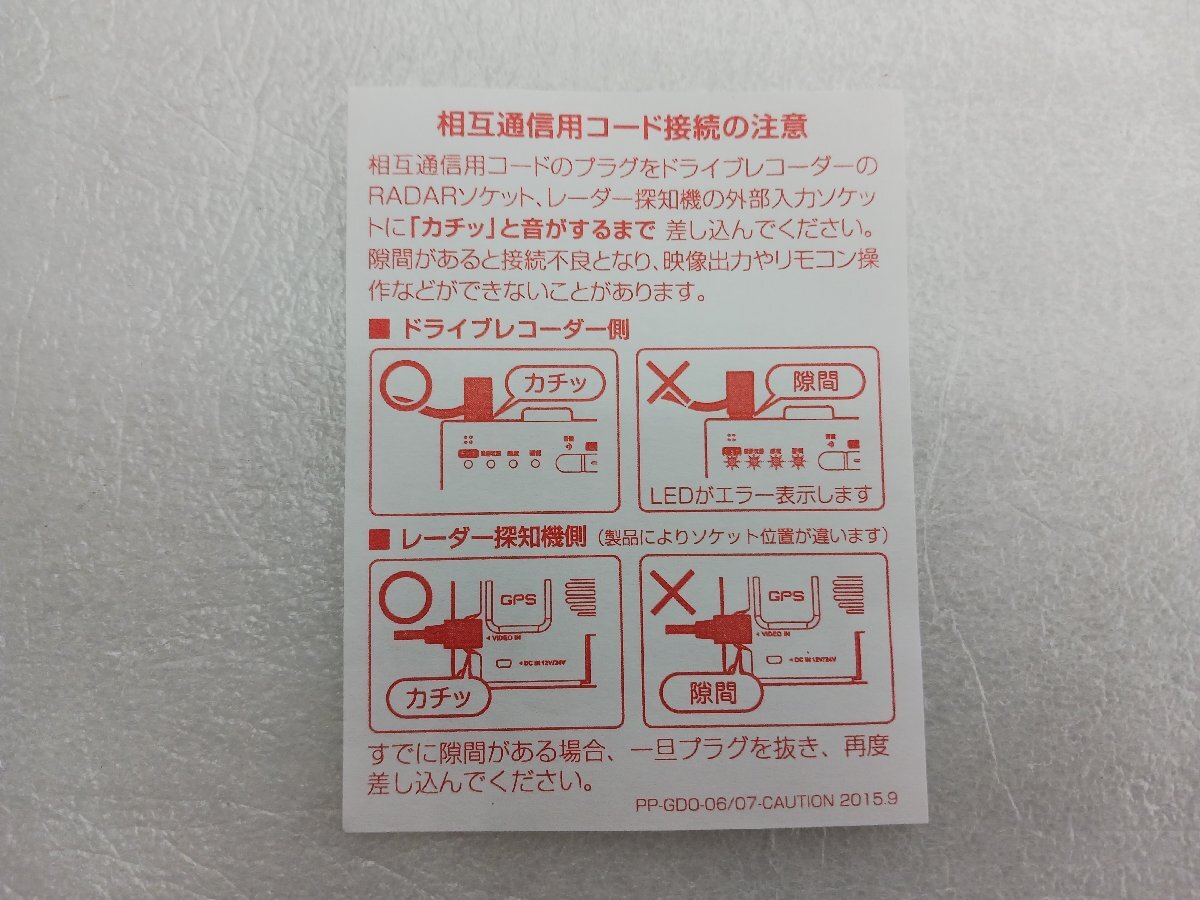 相互通信用コード接続の注意
相互通信用コードのプラグをドライブレコーダーの
RADARソケット、レーダー探知機の外部入力ソケッ
トに「カチッ」と音がするまで 差し込んでください。
隙間があると接続不良となり、映像出力やリモコン操
作などができないことがあります。
■ ドライブレコーダー側
カチッ
隙間
LEDがエラー表示します
■ レーダー探知機側 (製品によりソケット位置が違います)
GPS
◂ VIDEO IN
◂ DC IN 12V/24V
カチッ
GPS
◂ VIDEO IN
◂ DC IN 12V/24V
隙間
すでに隙間がある場合、一旦プラグを抜き、再度
差し込んでください。
PP-GDO-06/07-CAUTION 2015.9